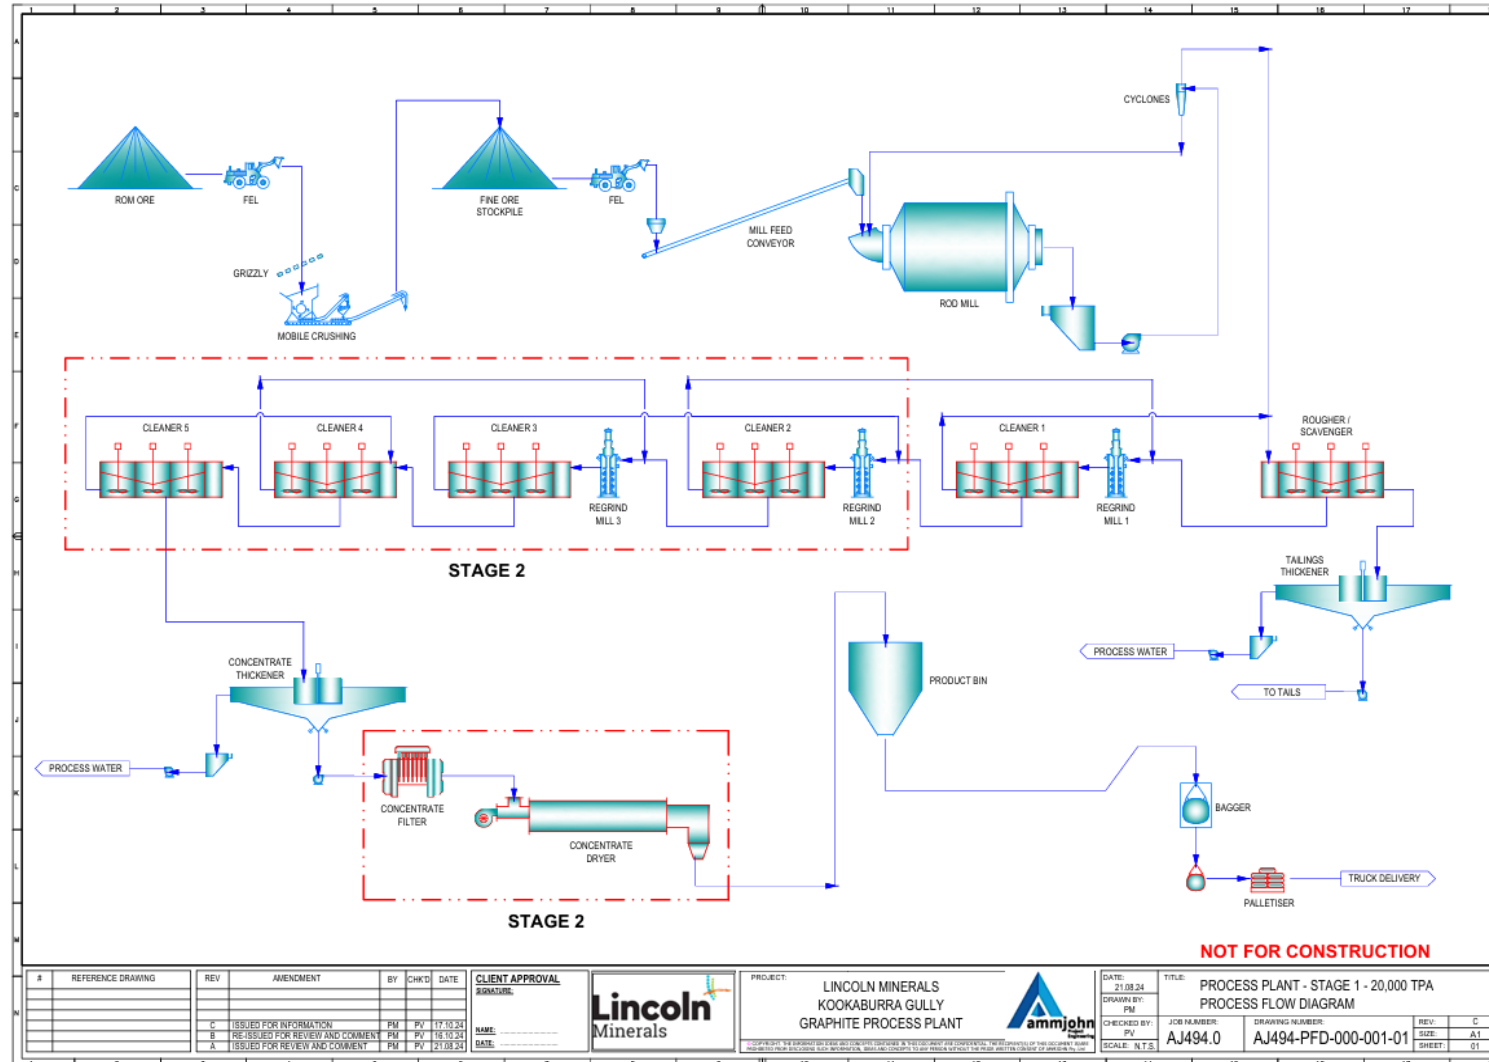 CYCLONES
ROM ORE
FEL
FINE ORE
STOCKPILE
FEL
MILL FEED
CONVEYOR
GRIZZLY
ROD MILL
MOBILE CRUSHING
CLEANER 5
CLEANER 4
CLEANER 3
CLEANER 2
CLEANER 1
ROUGHER /
SCAVENGER
REGRIND
MILL 3
REGRIND
MILL 2
REGRIND
MILL 1
STAGE 2
TAILINGS
THICKENER
PROCESS WATER
TO TAILS
CONCENTRATE
THICKENER
PRODUCT BIN
PROCESS WATER
CONCENTRATE
FILTER
CONCENTRATE
DRYER
BAGGER
TRUCK DELIVERY
PALLETISER
STAGE 2
NOT FOR CONSTRUCTION
# REFERENCE DRAWING
REV AMENDMENT BY CHK'D DATE
C ISSUED FOR INFORMATION PM PV 17.10.24
B RE-ISSUED FOR REVIEW AND COMMENT PM PV 16.10.24
A ISSUED FOR REVIEW AND COMMENT PM PV 21.08.24
CLIENT APPROVAL
SIGNATURE:
NAME:
DATE:
Lincoln
Minerals
PROJECT:
LINCOLN MINERALS
KOOKABURRA GULLY
GRAPHITE PROCESS PLANT
ammjohn
DATE:
21.08.24
DRAWN BY:
PM
CHECKED BY:
PV
SCALE: N.T.S.
TITLE:
PROCESS PLANT - STAGE 1 - 20,000 TPA
PROCESS FLOW DIAGRAM
JOB NUMBER:
AJ494.0
DRAWING NUMBER:
AJ494-PFD-000-001-01
REV: C
SIZE: A1
SHEET: 01